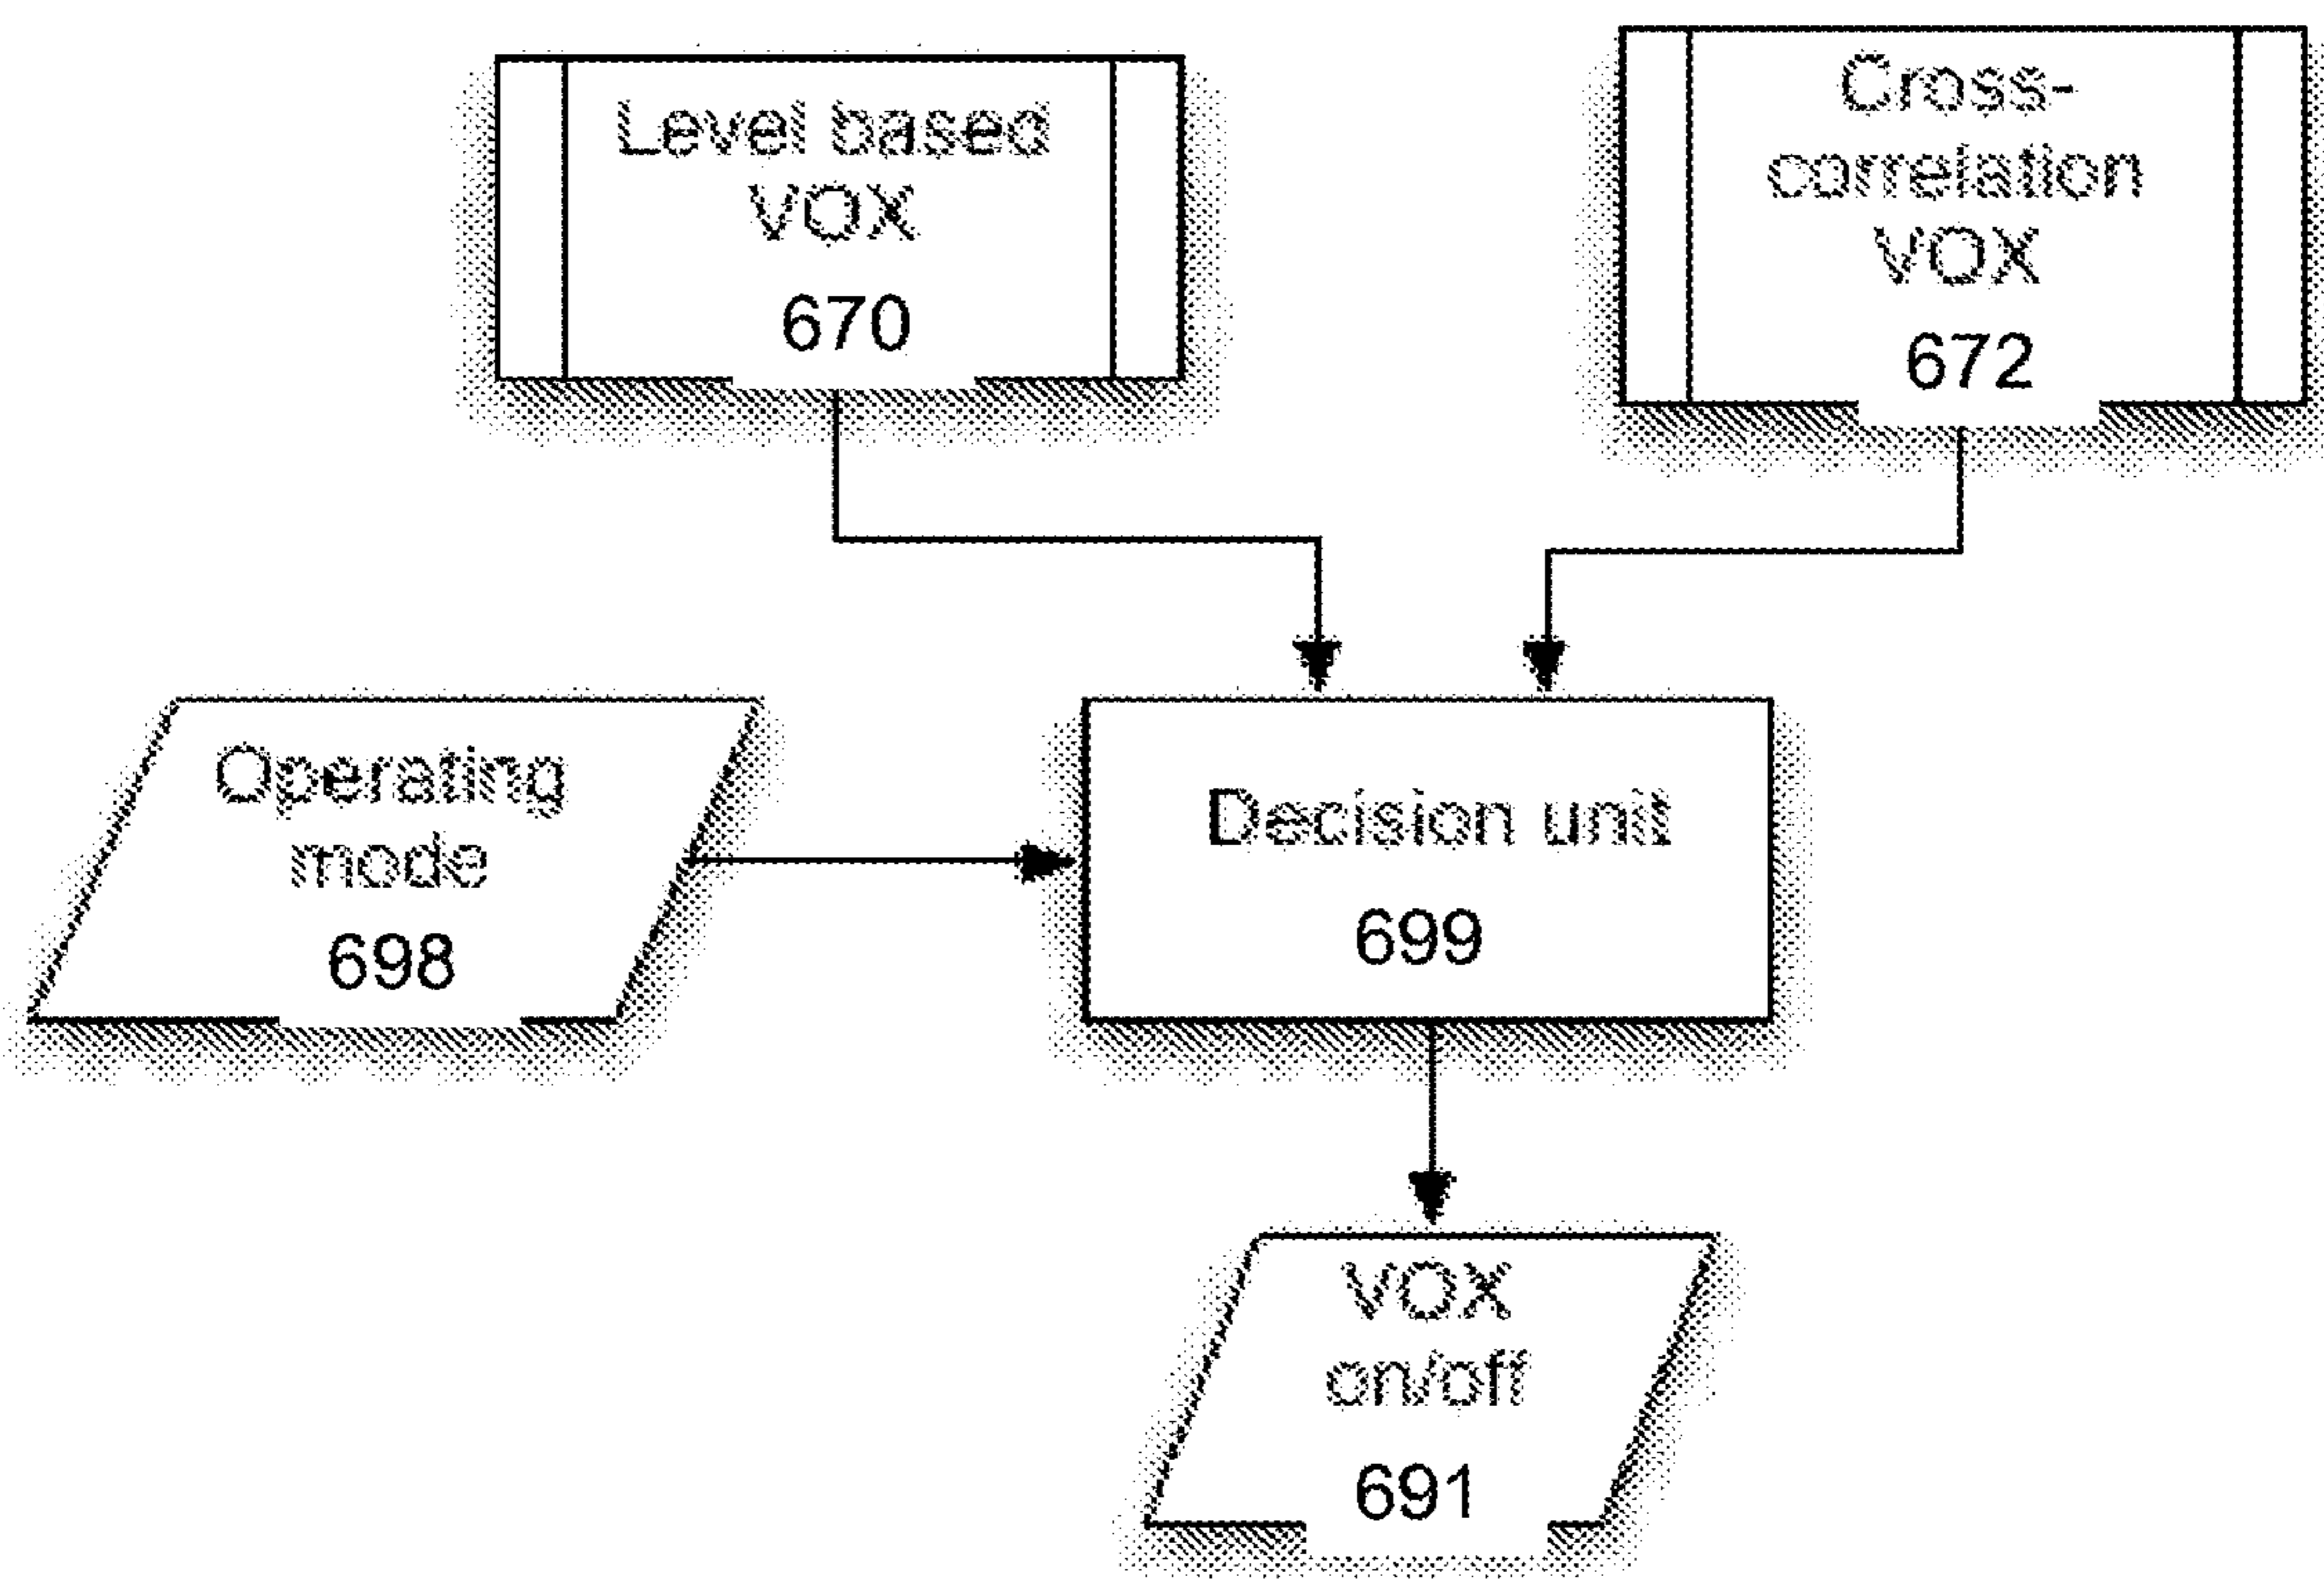 Level based
VOX
670
Cross-
correlation
VOX
672
Operating
mode
698
Decision unit
699
VOX
on/off
691